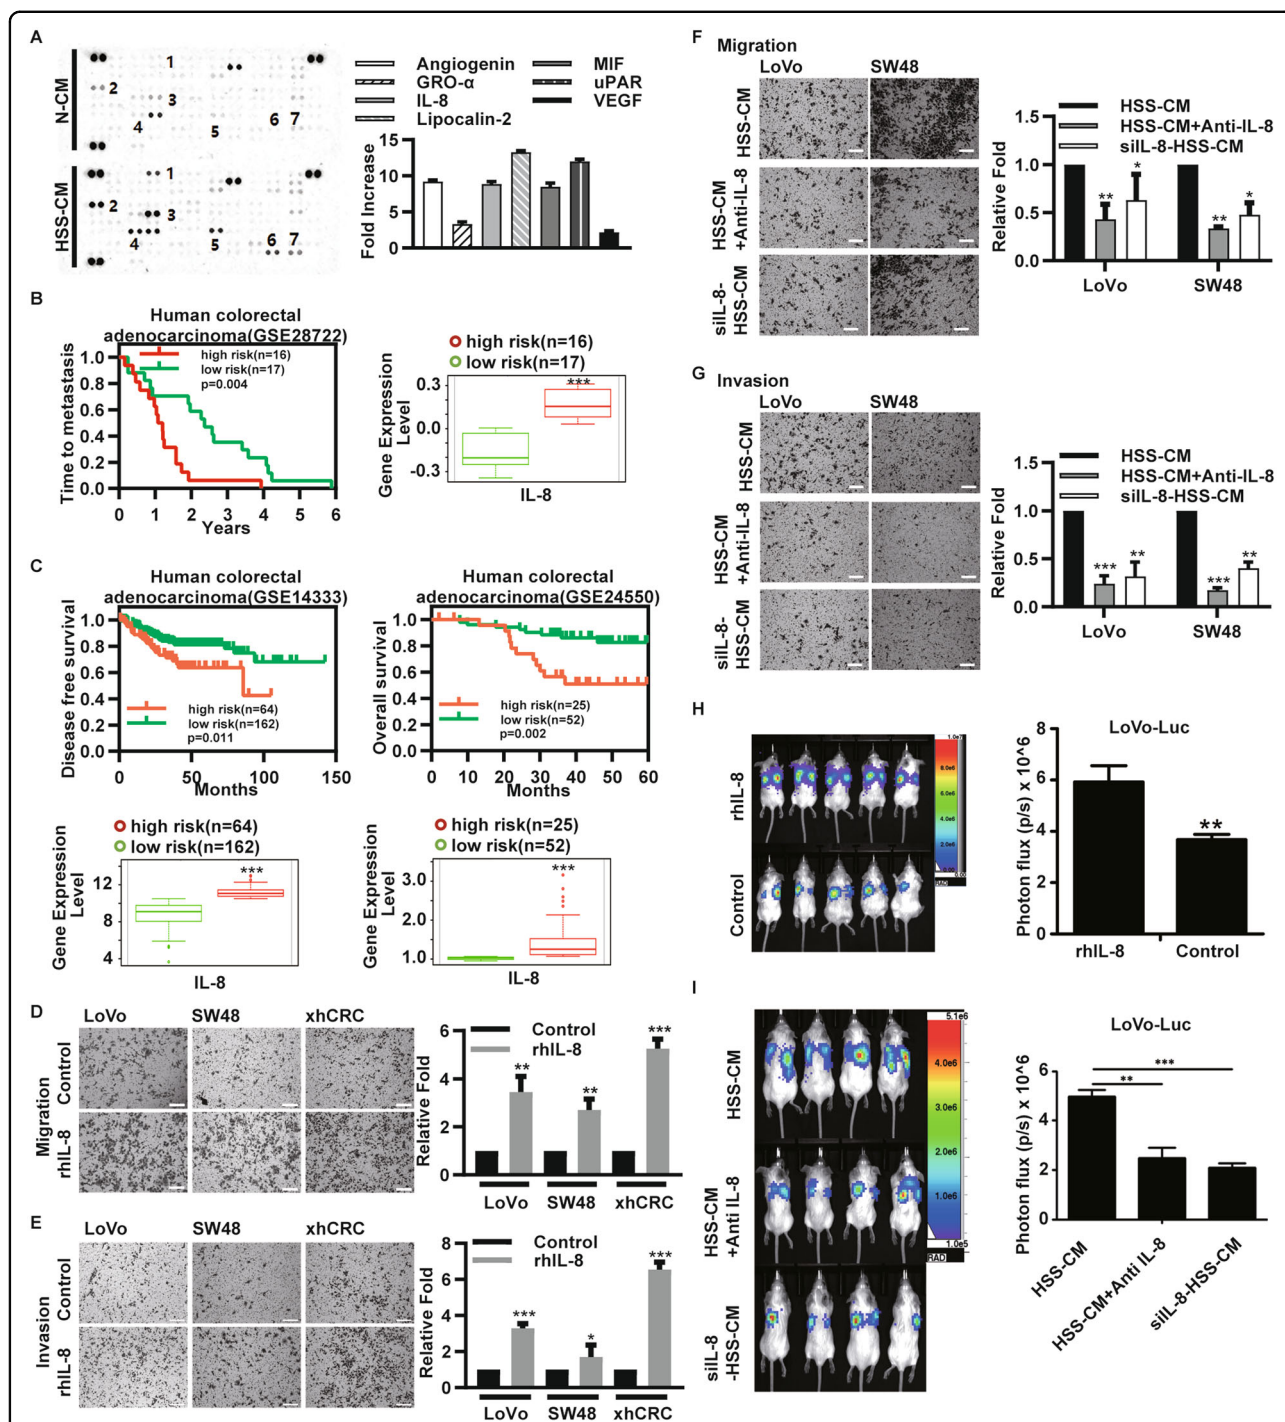 A
N-CM
HSS-CM
1
2
3
4
5
6
7
1
2
3
4
5
6
7
Angiogenin
GRO-α
IL-8
Lipocalin-2
MIF
uPAR
VEGF
Fold Increase
15
10
5
0
B
Human colorectal
adenocarcinoma(GSE28722)
high risk(n=16)
low risk(n=17)
p=0.004
Time to metastasis
1.0
0.8
0.6
0.4
0.2
0.0
0 1 2 3 4 5 6
Years
high risk(n=16)
low risk(n=17)
Gene Expression
Level
0.3
0.0
-0.3
***
IL-8
C
Human colorectal
adenocarcinoma(GSE14333)
Disease free survival
1.0
0.8
0.6
0.4
0.2
0.0
high risk(n=64)
low risk(n=162)
p=0.011
0 50 100 150
Months
Human colorectal
adenocarcinoma(GSE24550)
Overall survival
1.0
0.8
0.6
0.4
0.2
0.0
high risk(n=25)
low risk(n=52)
p=0.002
0 10 20 30 40 50 60
Months
high risk(n=64)
low risk(n=162)
Gene Expression
Level
12
8
4
***
IL-8
high risk(n=25)
low risk(n=52)
Gene Expression
Level
3.0
2.0
1.0
***
IL-8
D
LoVo SW48 xhCRC
Migration
Control
rhIL-8
Control
rhIL-8
Relative Fold
6
4
2
0
** ** ***
LoVo SW48 xhCRC
E
LoVo SW48 xhCRC
Invasion
Control
rhIL-8
Control
rhIL-8
Relative Fold
8
6
4
2
0
*** * ***
LoVo SW48 xhCRC
F Migration
LoVo SW48
HSS-CM
HSS-CM
+Anti-IL-8
siIL-8-
HSS-CM
HSS-CM
HSS-CM+Anti-IL-8
siIL-8-HSS-CM
Relative Fold
1.5
1.0
0.5
0.0
** * ** *
LoVo SW48
G Invasion
LoVo SW48
HSS-CM
HSS-CM
+Anti-IL-8
siIL-8-
HSS-CM
HSS-CM
HSS-CM+Anti-IL-8
siIL-8-HSS-CM
Relative Fold
1.5
1.0
0.5
0.0
*** ** *** **
LoVo SW48
H
rhIL-8
Control
8.0e6
6.0e6
4.0e6
2.0e6
RAD
LoVo-Luc
Photon flux (p/s) x 10^6
8
6
4
2
0
**
rhIL-8 Control
I
HSS-CM
HSS-CM
+Anti IL-8
siIL-8
-HSS-CM
5.1e6
4.0e6
3.0e6
2.0e6
1.0e6
1.0e5
RAD
LoVo-Luc
Photon flux (p/s) x 10^6
6
4
2
0
***
**
HSS-CM
HSS-CM+Anti IL-8
siIL-8-HSS-CM